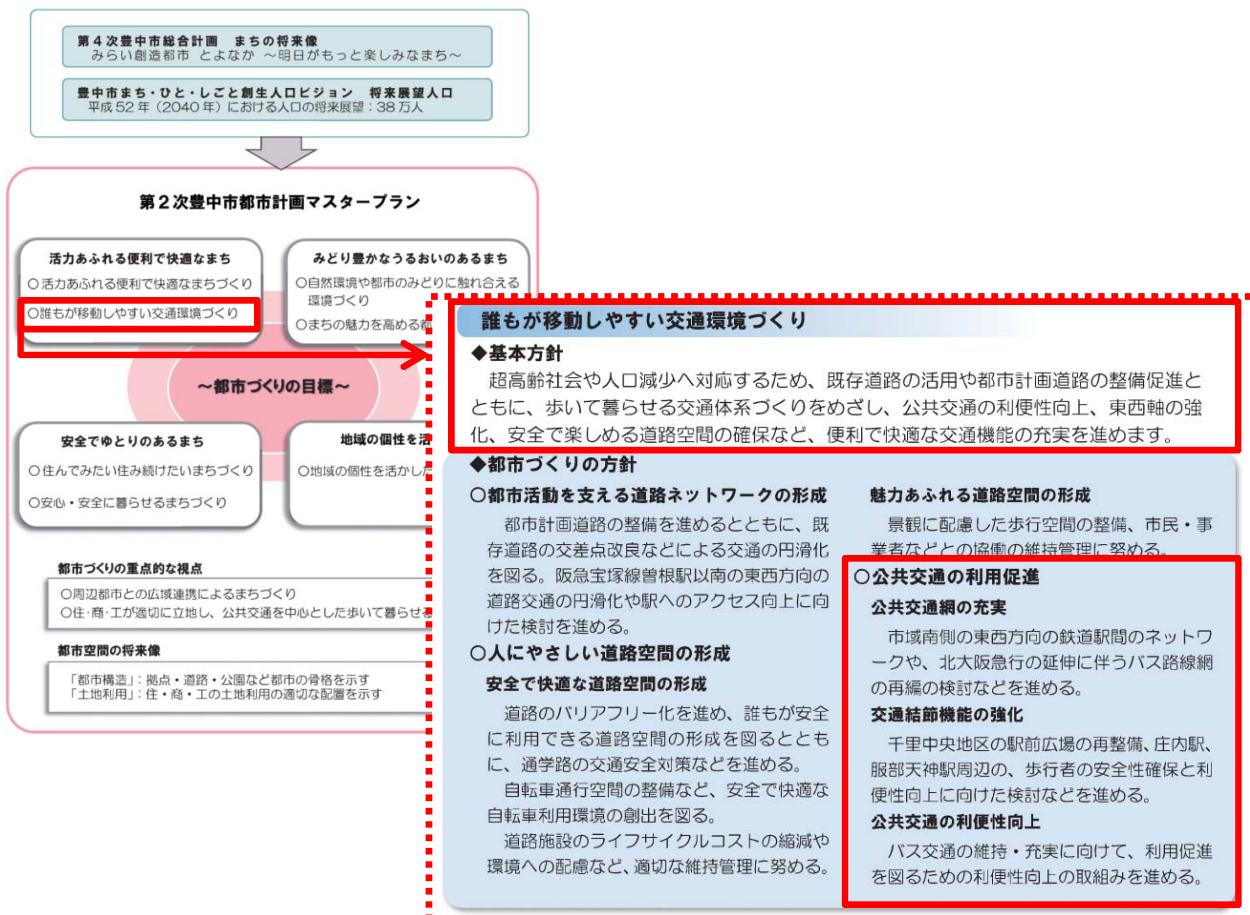 第4次豊中市総合計画 まちの将来像
みらい創造都市 とよなか ~明日がもっと楽しみなまち~
豊中市まち・ひと・しごと創生人口ビジョン 将来展望人口
平成52年(2040年)における人口の将来展望:38万人
第2次豊中市都市計画マスタープラン
活力あふれる便利で快適なまち
○活力あふれる便利で快適なまちづくり
○誰もが移動しやすい交通環境づくり
みどり豊かなうるおいのあるまち
○自然環境や都市のみどりに触れ合える
環境づくり
○まちの魅力を高める都
~都市づくりの目標~
安全でゆとりのあるまち
○住んでみたい住み続けたいまちづくり
○安心・安全に暮らせるまちづくり
地域の個性を活
○地域の個性を活かした
都市づくりの重点的な視点
○周辺都市との広域連携によるまちづくり
○住・商・工が適切に立地し、公共交通を中心とした歩いて暮らせる
都市空間の将来像
「都市構造」:拠点・道路・公園など都市の骨格を示す
「土地利用」:住・商・工の土地利用の適切な配置を示す
誰もが移動しやすい交通環境づくり
◆基本方針
超高齢社会や人口減少へ対応するため、既存道路の活用や都市計画道路の整備促進と
ともに、歩いて暮らせる交通体系づくりをめざし、公共交通の利便性向上、東西軸の強
化、安全で楽しめる道路空間の確保など、便利で快適な交通機能の充実を進めます。
◆都市づくりの方針
○都市活動を支える道路ネットワークの形成
都市計画道路の整備を進めるとともに、既
存道路の交差点改良などによる交通の円滑化
を図る。阪急宝塚線曽根駅以南の東西方向の
道路交通の円滑化や駅へのアクセス向上に向
けた検討を進める。
○人にやさしい道路空間の形成
安全で快適な道路空間の形成
道路のバリアフリー化を進め、誰もが安全
に利用できる道路空間の形成を図るととも
に、通学路の交通安全対策などを進める。
自転車通行空間の整備など、安全で快適な
自転車利用環境の創出を図る。
道路施設のライフサイクルコストの縮減や
環境への配慮など、適切な維持管理に努める。
魅力あふれる道路空間の形成
景観に配慮した歩行空間の整備、市民・事
業者などとの協働の維持管理に努める。
○公共交通の利用促進
公共交通網の充実
市域南側の東西方向の鉄道駅間のネットワ
ークや、北大阪急行の延伸に伴うバス路線網
の再編の検討などを進める。
交通結節機能の強化
千里中央地区の駅前広場の再整備、庄内駅、
服部天神駅周辺の、歩行者の安全性確保と利
便性向上に向けた検討などを進める。
公共交通の利便性向上
バス交通の維持・充実に向けて、利用促進
を図るための利便性向上の取組みを進める。